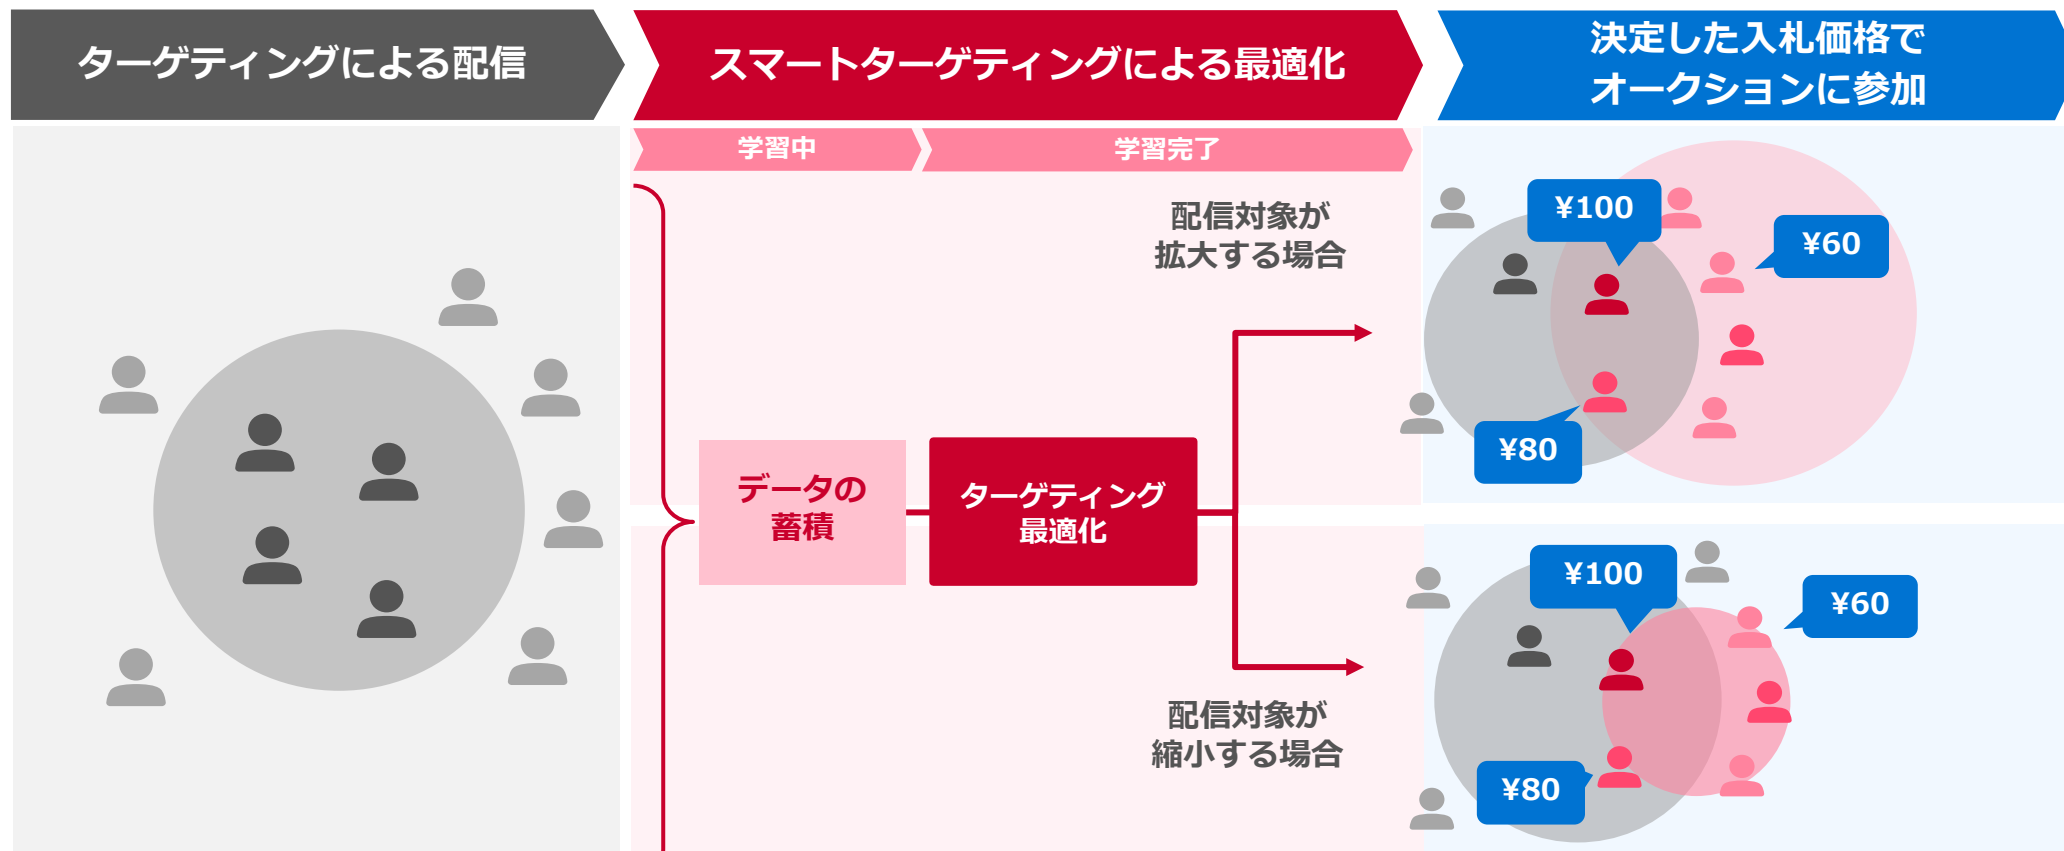 ターゲティングによる配信
スマートターゲティングによる最適化
決定した入札価格で
オークションに参加
学習中
学習完了
配信対象が
拡大する場合
データの
蓄積
ターゲティング
最適化
配信対象が
縮小する場合
¥100
¥60
¥80
¥100
¥60
¥80